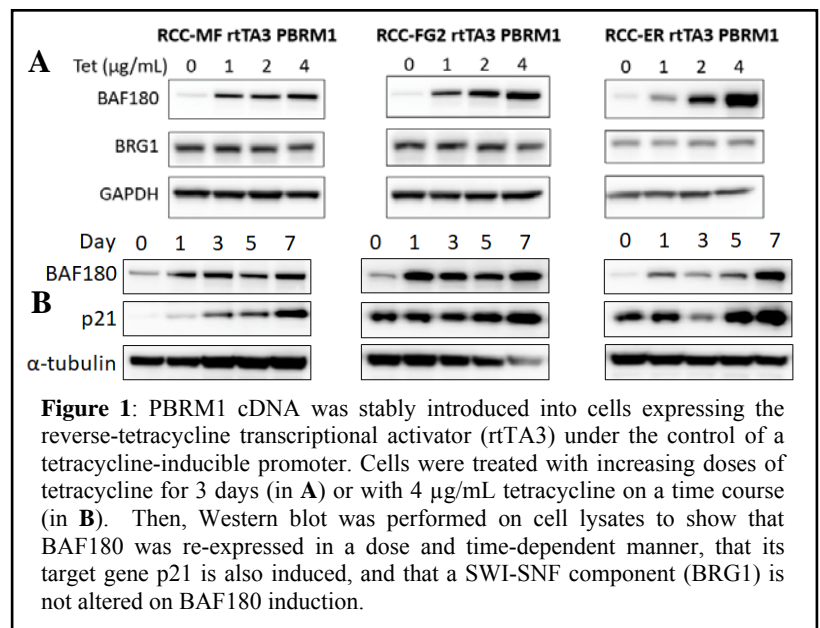 RCC-MF rtTA3 PBRM1 RCC-FG2 rtTA3 PBRM1 RCC-ER rtTA3 PBRM1
A
Tet (µg/mL) 0 1 2 4 0 1 2 4 0 1 2 4
BAF180
BRG1
GAPDH
Day 0 1 3 5 7 0 1 3 5 7 0 1 3 5 7
BAF180
B
p21
α-tubulin
Figure 1: PBRM1 cDNA was stably introduced into cells expressing the
reverse-tetracycline transcriptional activator (rtTA3) under the control of a
tetracycline-inducible promoter. Cells were treated with increasing doses of
tetracycline for 3 days (in A) or with 4 µg/mL tetracycline on a time course
(in B). Then, Western blot was performed on cell lysates to show that
BAF180 was re-expressed in a dose and time-dependent manner, that its
target gene p21 is also induced, and that a SWI-SNF component (BRG1) is
not altered on BAF180 induction.